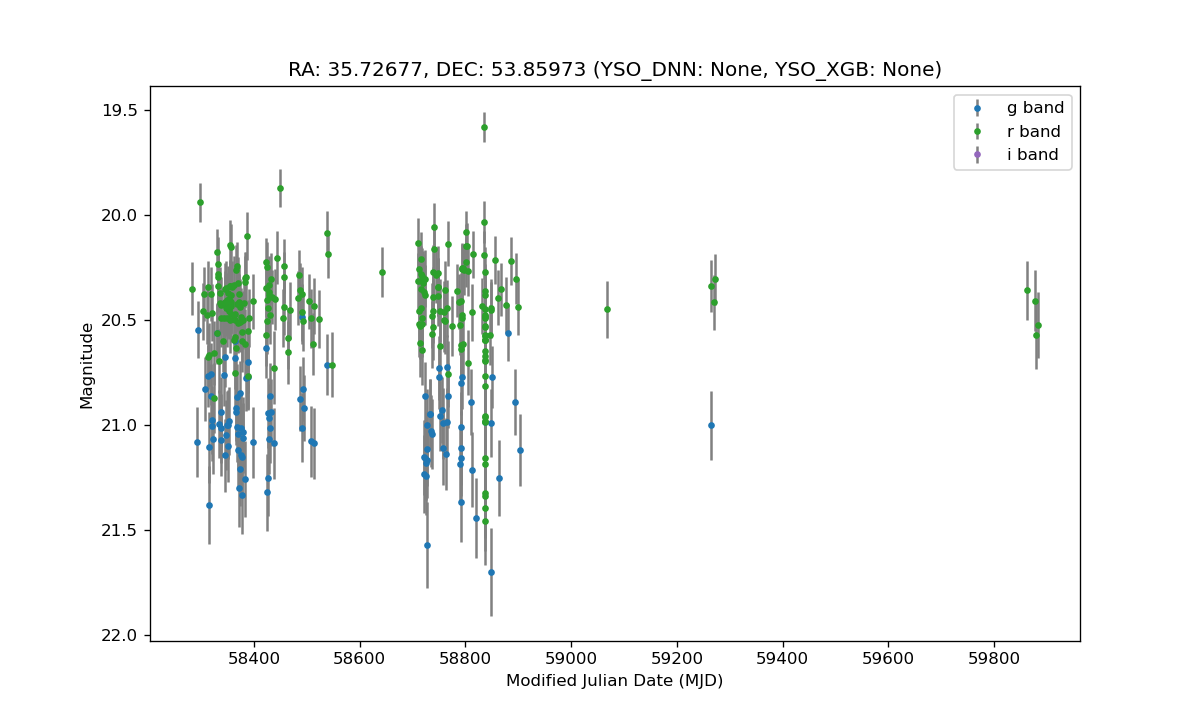 RA: 35.72677, DEC: 53.85973 (YSO_DNN: None, YSO_XGB: None)
g band
r band
i band
19.5
20.0
20.5
21.0
21.5
22.0
Magnitude
58400
58600
58800
59000
59200
59400
59600
59800
Modified Julian Date (MJD)